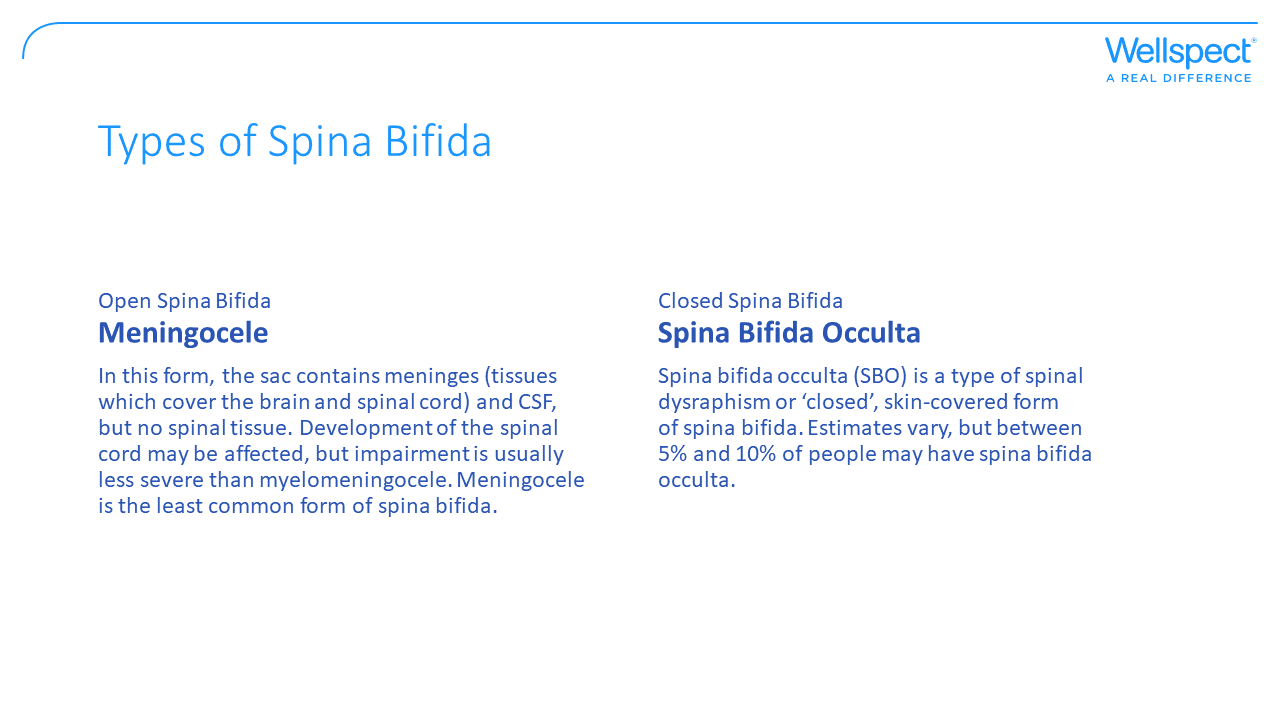 Wellspect®
A REAL DIFFERENCE
Types of Spina Bifida
Open Spina Bifida
Meningocele
In this form, the sac contains meninges (tissues
which cover the brain and spinal cord) and CSF,
but no spinal tissue. Development of the spinal
cord may be affected, but impairment is usually
less severe than myelomeningocele. Meningocele
is the least common form of spina bifida.
Closed Spina Bifida
Spina Bifida Occulta
Spina bifida occulta (SBO) is a type of spinal
dysraphism or ‘closed’, skin-covered form
of spina bifida. Estimates vary, but between
5% and 10% of people may have spina bifida
occulta.